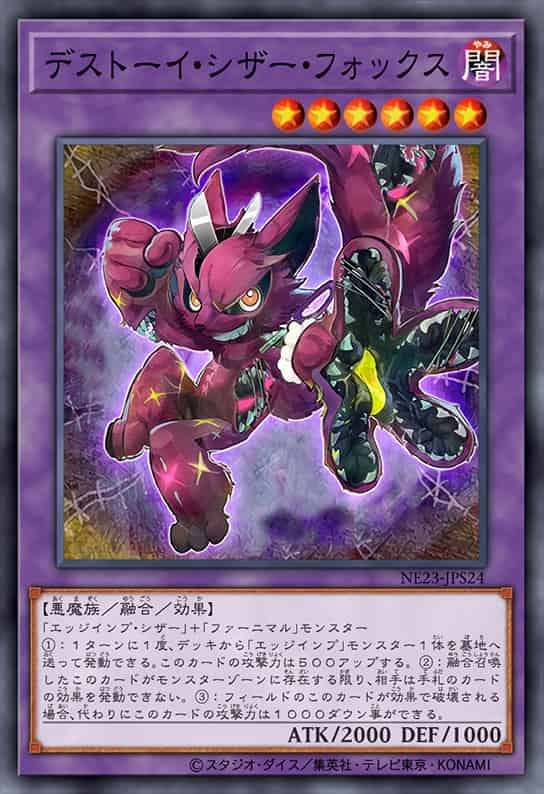 デストーイ・シザー・フォックス
闇
NE23-JPS24
【悪魔族／融合／効果】
「エッジインプ・シザー」＋「ファーニマル」モンスター
①：１ターンに１度、デッキから「エッジインプ」モンスター１体を墓地へ
送って発動できる。このカードの攻撃力は５００アップする。②：融合召喚
したこのカードがモンスターゾーンに存在する限り、相手は手札のカード
の効果を発動できない。③：フィールドのこのカードが効果で破壊される
場合、代わりにこのカードの攻撃力は１０００ダウン事ができる。
ATK/2000 DEF/1000
©スタジオ・ダイス／集英社・テレビ東京・KONAMI